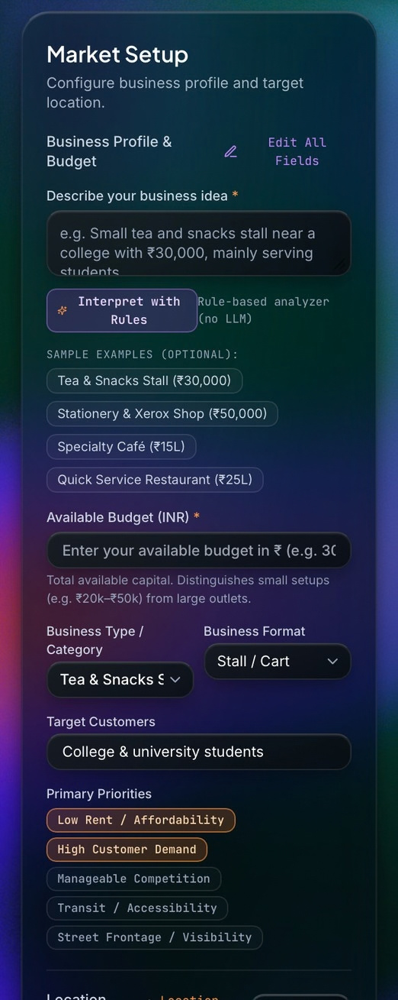 Market Setup
Configure business profile and target
location.
Business Profile &
Budget
Edit All
Fields
Describe your business idea *
e.g. Small tea and snacks stall near a
college with ₹30,000, mainly serving
students
Interpret with
Rules
Rule-based analyzer
(no LLM)
SAMPLE EXAMPLES (OPTIONAL):
Tea & Snacks Stall (₹30,000)
Stationery & Xerox Shop (₹50,000)
Specialty Café (₹15L)
Quick Service Restaurant (₹25L)
Available Budget (INR) *
Enter your available budget in ₹ (e.g. 30
Total available capital. Distinguishes small setups
(e.g. ₹20k–₹50k) from large outlets.
Business Type /
Category
Tea & Snacks S
Business Format
Stall / Cart
Target Customers
College & university students
Primary Priorities
Low Rent / Affordability
High Customer Demand
Manageable Competition
Transit / Accessibility
Street Frontage / Visibility
Location
Location